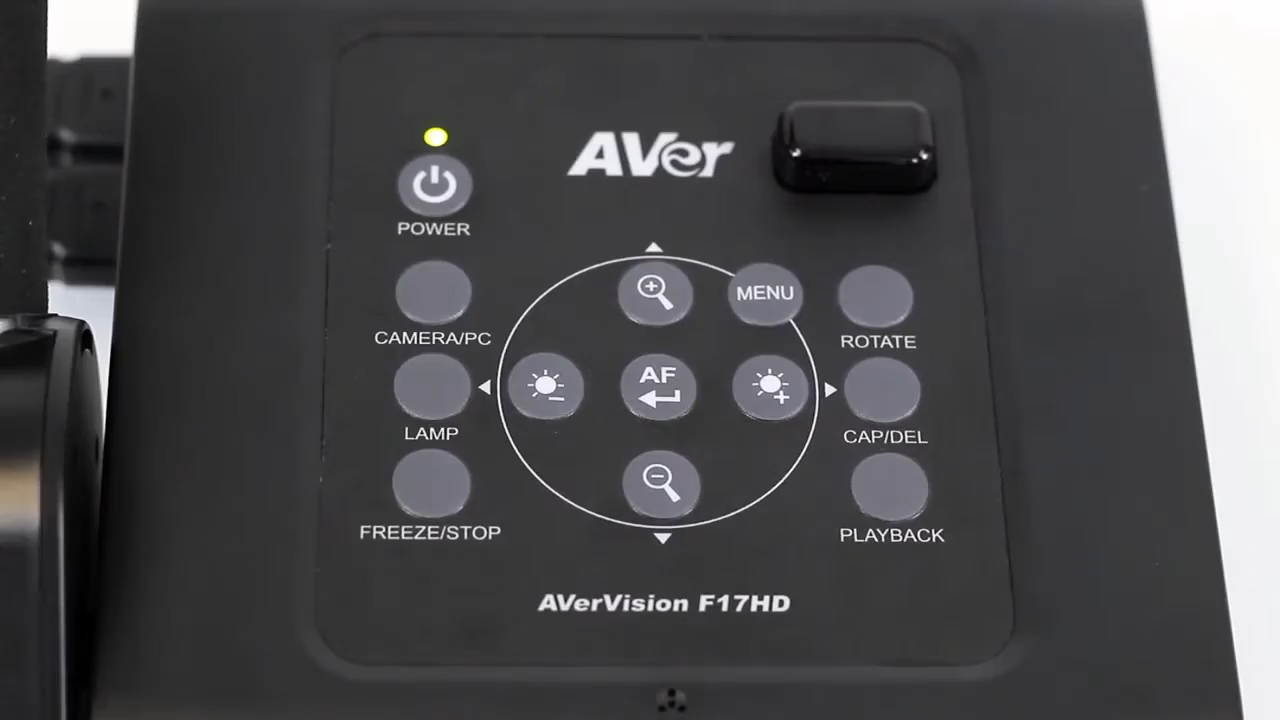 AVer
POWER
MENU
CAMERA/PC
ROTATE
AF
LAMP
CAP/DEL
FREEZE/STOP
PLAYBACK
AVerVision F17HD